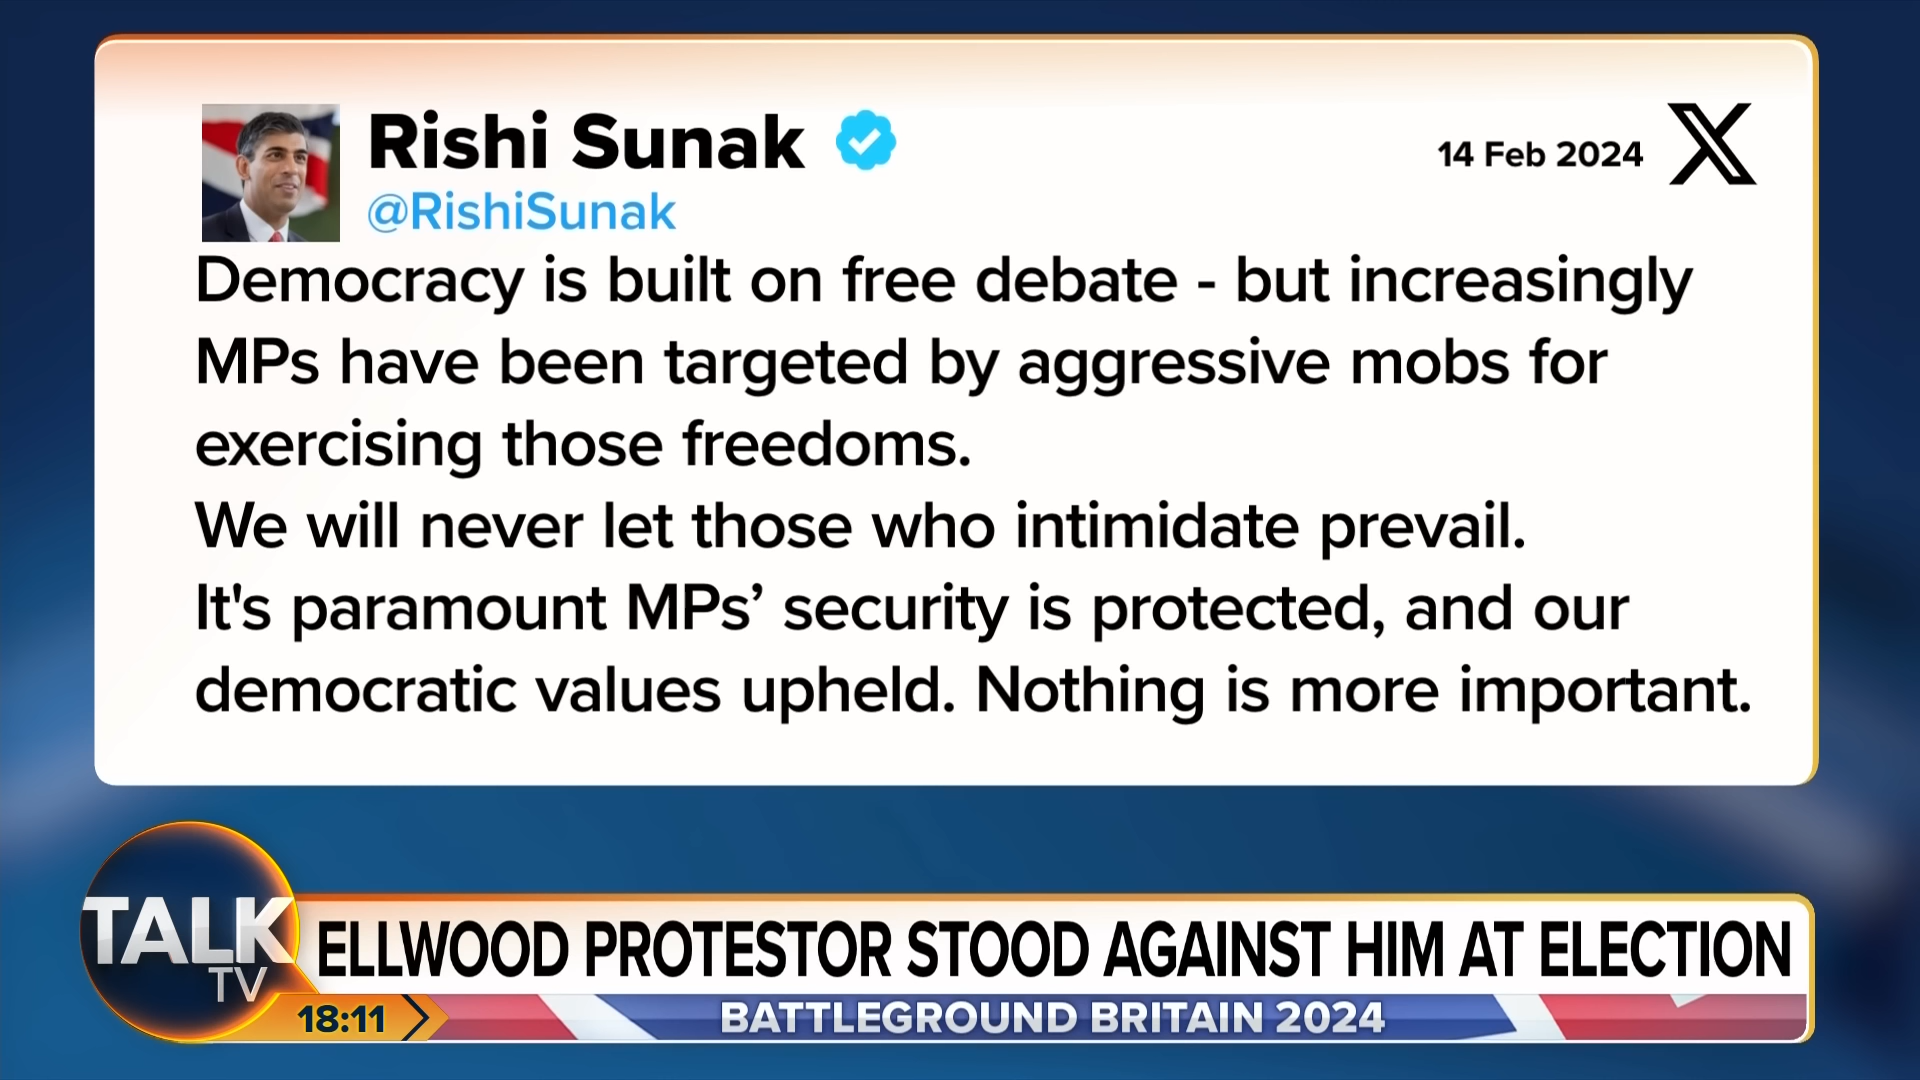 Rishi Sunak
@RishiSunak
14 Feb 2024
Democracy is built on free debate - but increasingly
MPs have been targeted by aggressive mobs for
exercising those freedoms.
We will never let those who intimidate prevail.
It's paramount MPs’ security is protected, and our
democratic values upheld. Nothing is more important.
TALK
TV
ELLWOOD PROTESTOR STOOD AGAINST HIM AT ELECTION
18:11
BATTLEGROUND BRITAIN 2024